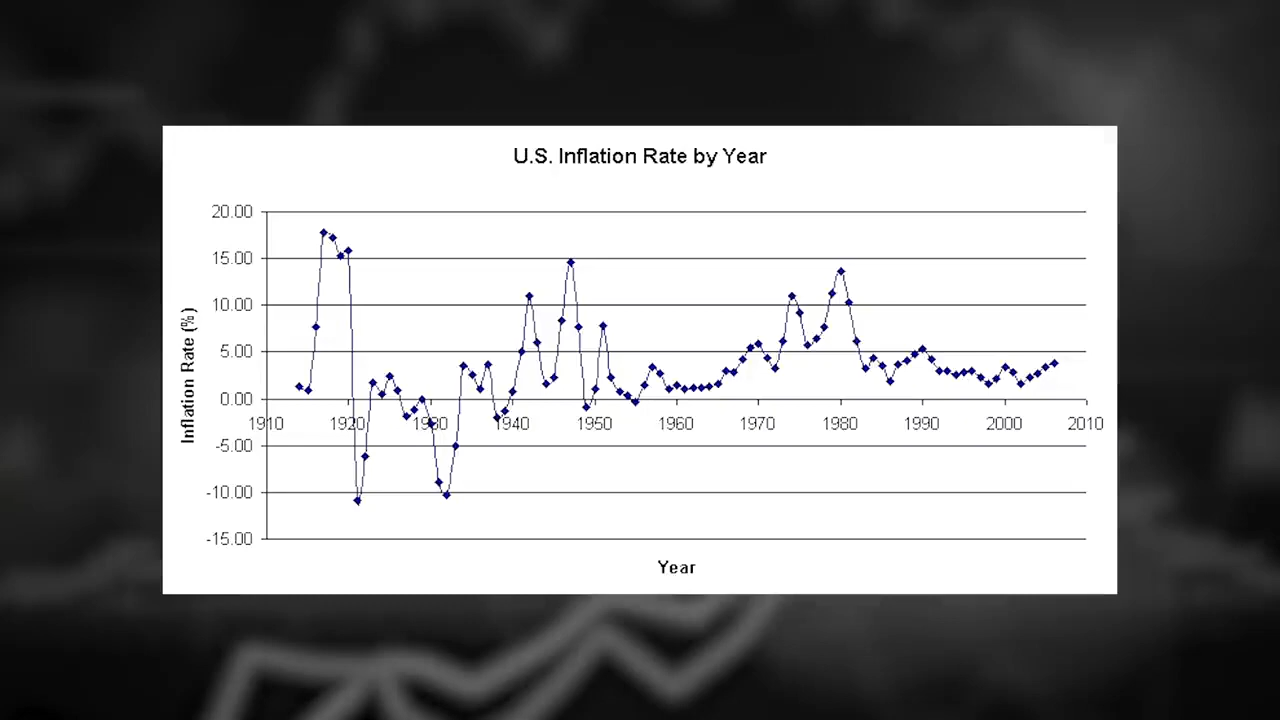 U.S. Inflation Rate by Year
20.00
15.00
10.00
5.00
0.00
-5.00
-10.00
-15.00
Inflation Rate (%)
1910 1920 1930 1940 1950 1960 1970 1980 1990 2000 2010
Year